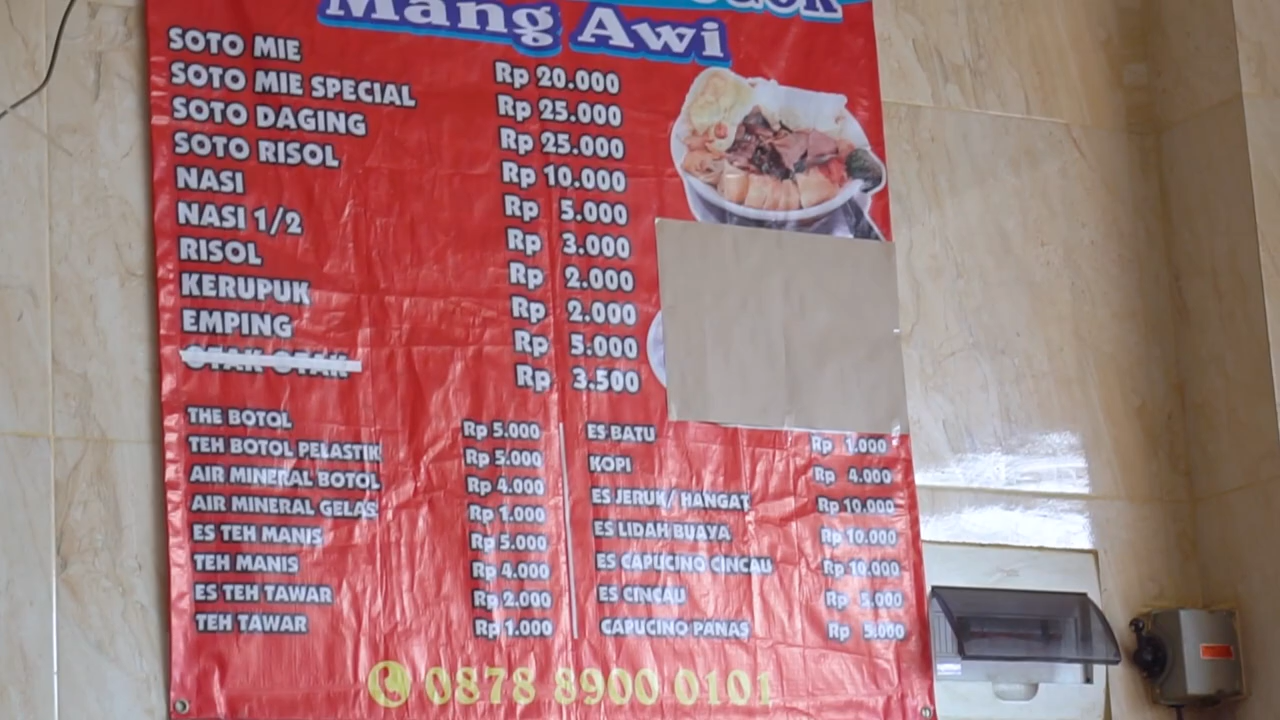 Mang Awi
SOTO MIE Rp 20.000
SOTO MIE SPECIAL Rp 25.000
SOTO DAGING Rp 25.000
SOTO RISOL Rp 10.000
NASI Rp 5.000
NASI 1/2 Rp 3.000
RISOL Rp 2.000
KERUPUK Rp 2.000
EMPING Rp 5.000
OTAK OTAK Rp 3.500
THE BOTOL Rp 5.000
TEH BOTOL PELASTIK Rp 5.000
AIR MINERAL BOTOL Rp 4.000
AIR MINERAL GELAS Rp 1.000
ES TEH MANIS Rp 5.000
TEH MANIS Rp 4.000
ES TEH TAWAR Rp 2.000
TEH TAWAR Rp 1.000
ES BATU Rp 1.000
KOPI Rp 4.000
ES JERUK/ HANGAT Rp 10.000
ES LIDAH BUAYA Rp 10.000
ES CAPUCINO CINCAU Rp 10.000
ES CINCAU Rp 5.000
CAPUCINO PANAS Rp 5.000
0878 8900 0101